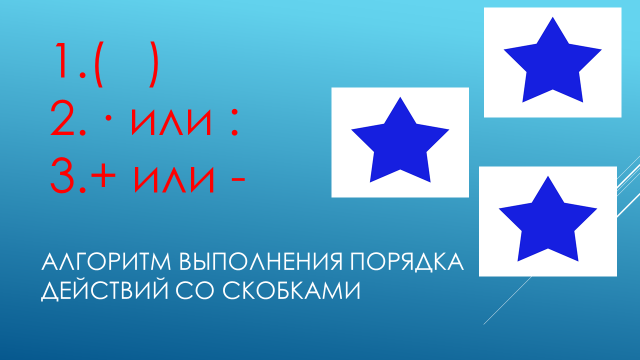 1.(   )
2. · или :
3.+ или -
АЛГОРИТМ ВЫПОЛНЕНИЯ ПОРЯДКА
ДЕЙСТВИЙ СО СКОБКАМИ